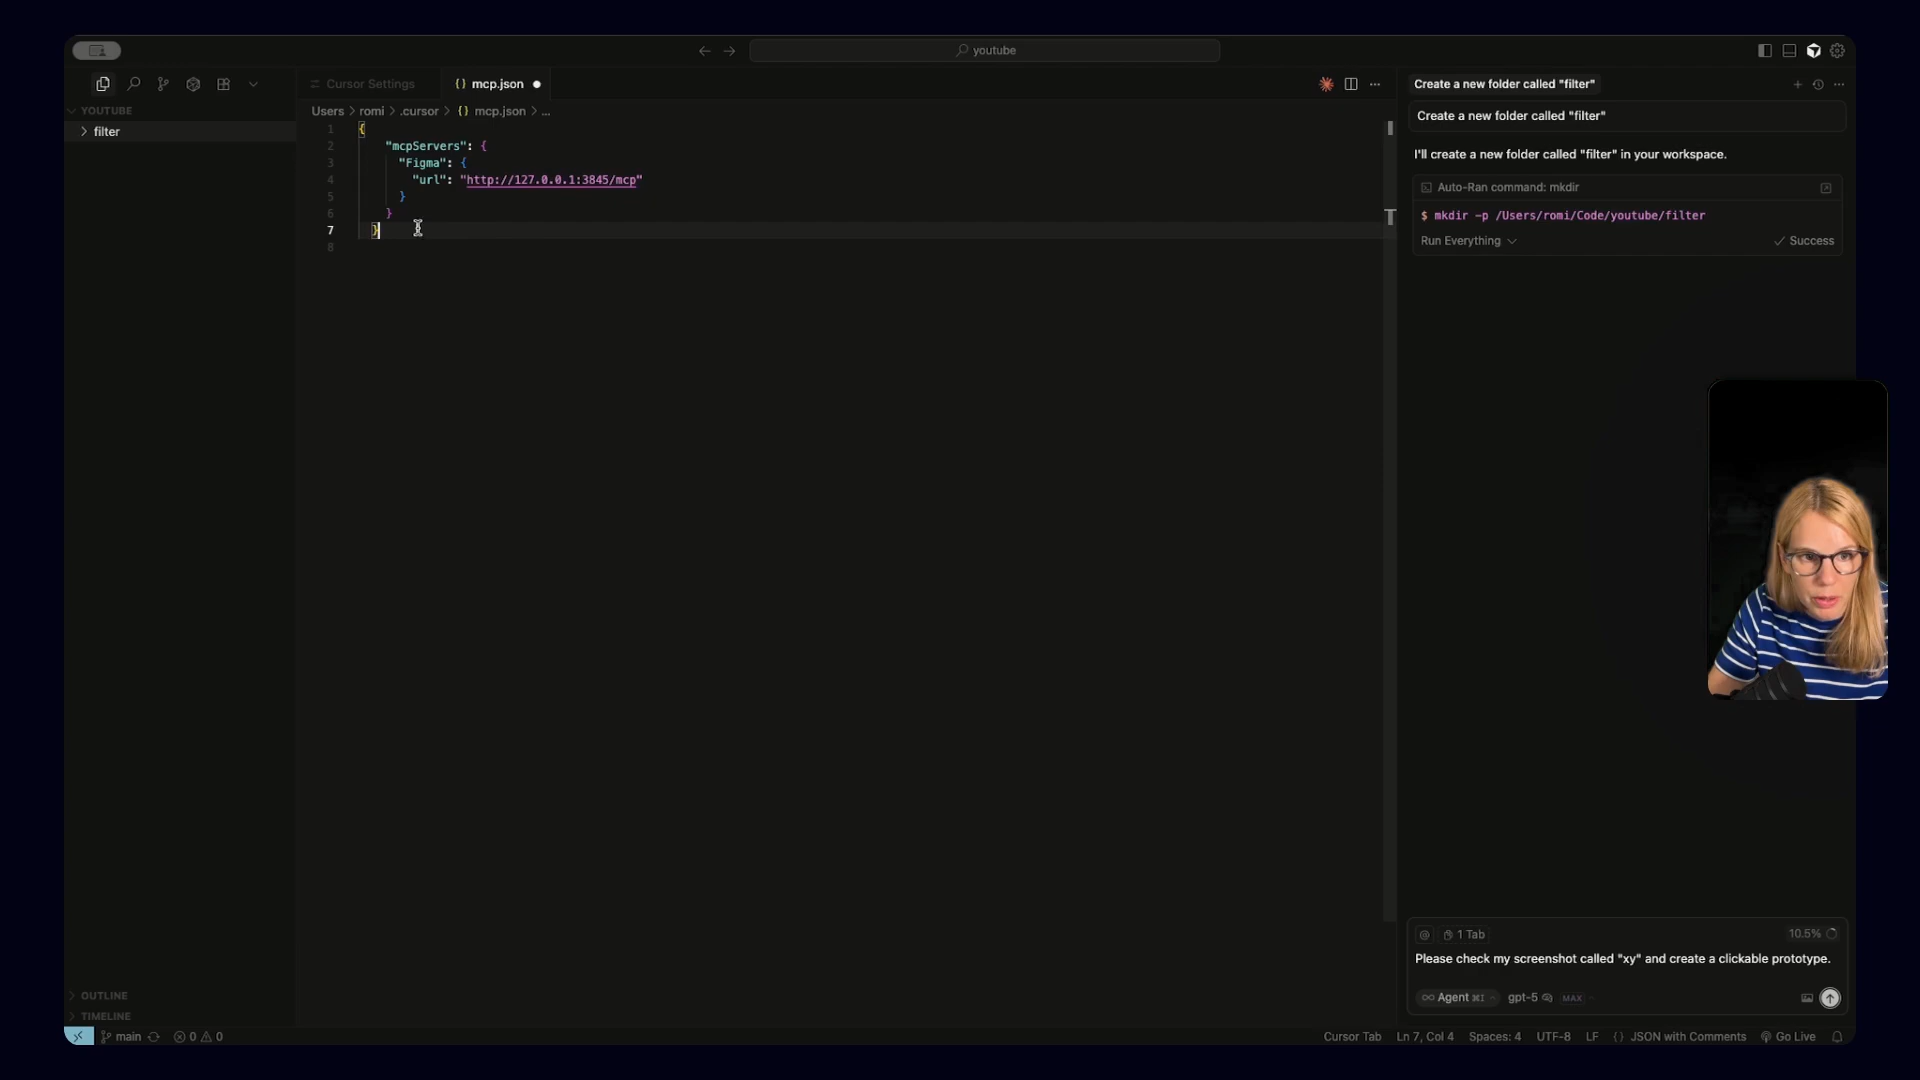 youtube
Cursor Settings
{} mcp.json
Create a new folder called "filter"
YOUTUBE
filter
Users > romi > .cursor > {} mcp.json > ...
1 {
2 "mcpServers": {
3 "Figma": {
4 "url": "http://127.0.0.1:3845/mcp"
5 }
6 }
7 }
8
Create a new folder called "filter"
I'll create a new folder called "filter" in your workspace.
Auto-Ran command: mkdir
$ mkdir -p /Users/romi/Code/youtube/filter
Run Everything
Success
@ 1 Tab
10.5%
Please check my screenshot called "xy" and create a clickable prototype.
Agent ⌘I
gpt-5
MAX
OUTLINE
TIMELINE
main
0 0
Cursor Tab
Ln 7, Col 4
Spaces: 4
UTF-8
LF
{} JSON with Comments
Go Live